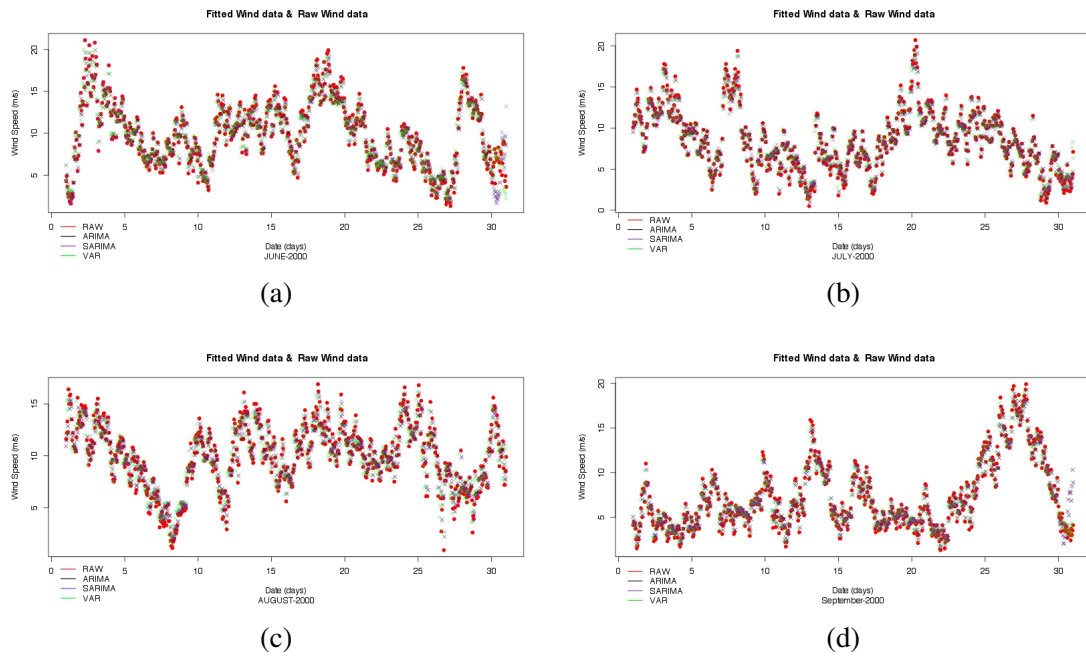 Fitted Wind data & Raw Wind data
Wind Speed (m/s)
20
15
10
5
0 5 10 15 20 25 30
RAW
ARIMA
SARIMA
VAR
Date (days)
JUNE-2000
(a)
Fitted Wind data & Raw Wind data
Wind Speed (m/s)
20
15
10
5
0
0 5 10 15 20 25 30
RAW
ARIMA
SARIMA
VAR
Date (days)
JULY-2000
(b)
Fitted Wind data & Raw Wind data
Wind Speed (m/s)
15
10
5
0 5 10 15 20 25 30
RAW
ARIMA
SARIMA
VAR
Date (days)
AUGUST-2000
(c)
Fitted Wind data & Raw Wind data
Wind Speed (m/s)
20
15
10
5
0 5 10 15 20 25 30
RAW
ARIMA
SARIMA
VAR
Date (days)
September-2000
(d)